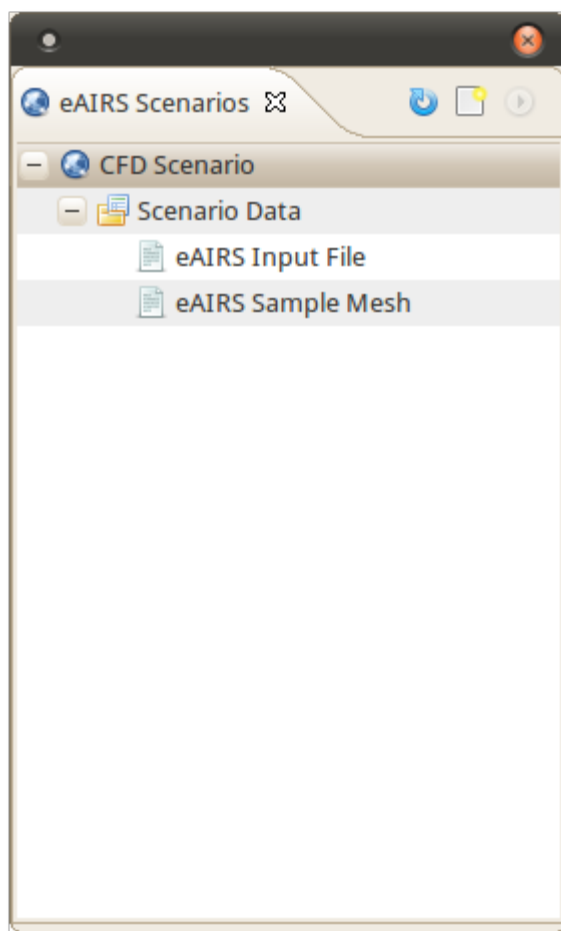 eAIRS Scenarios
CFD Scenario
Scenario Data
eAIRS Input File
eAIRS Sample Mesh